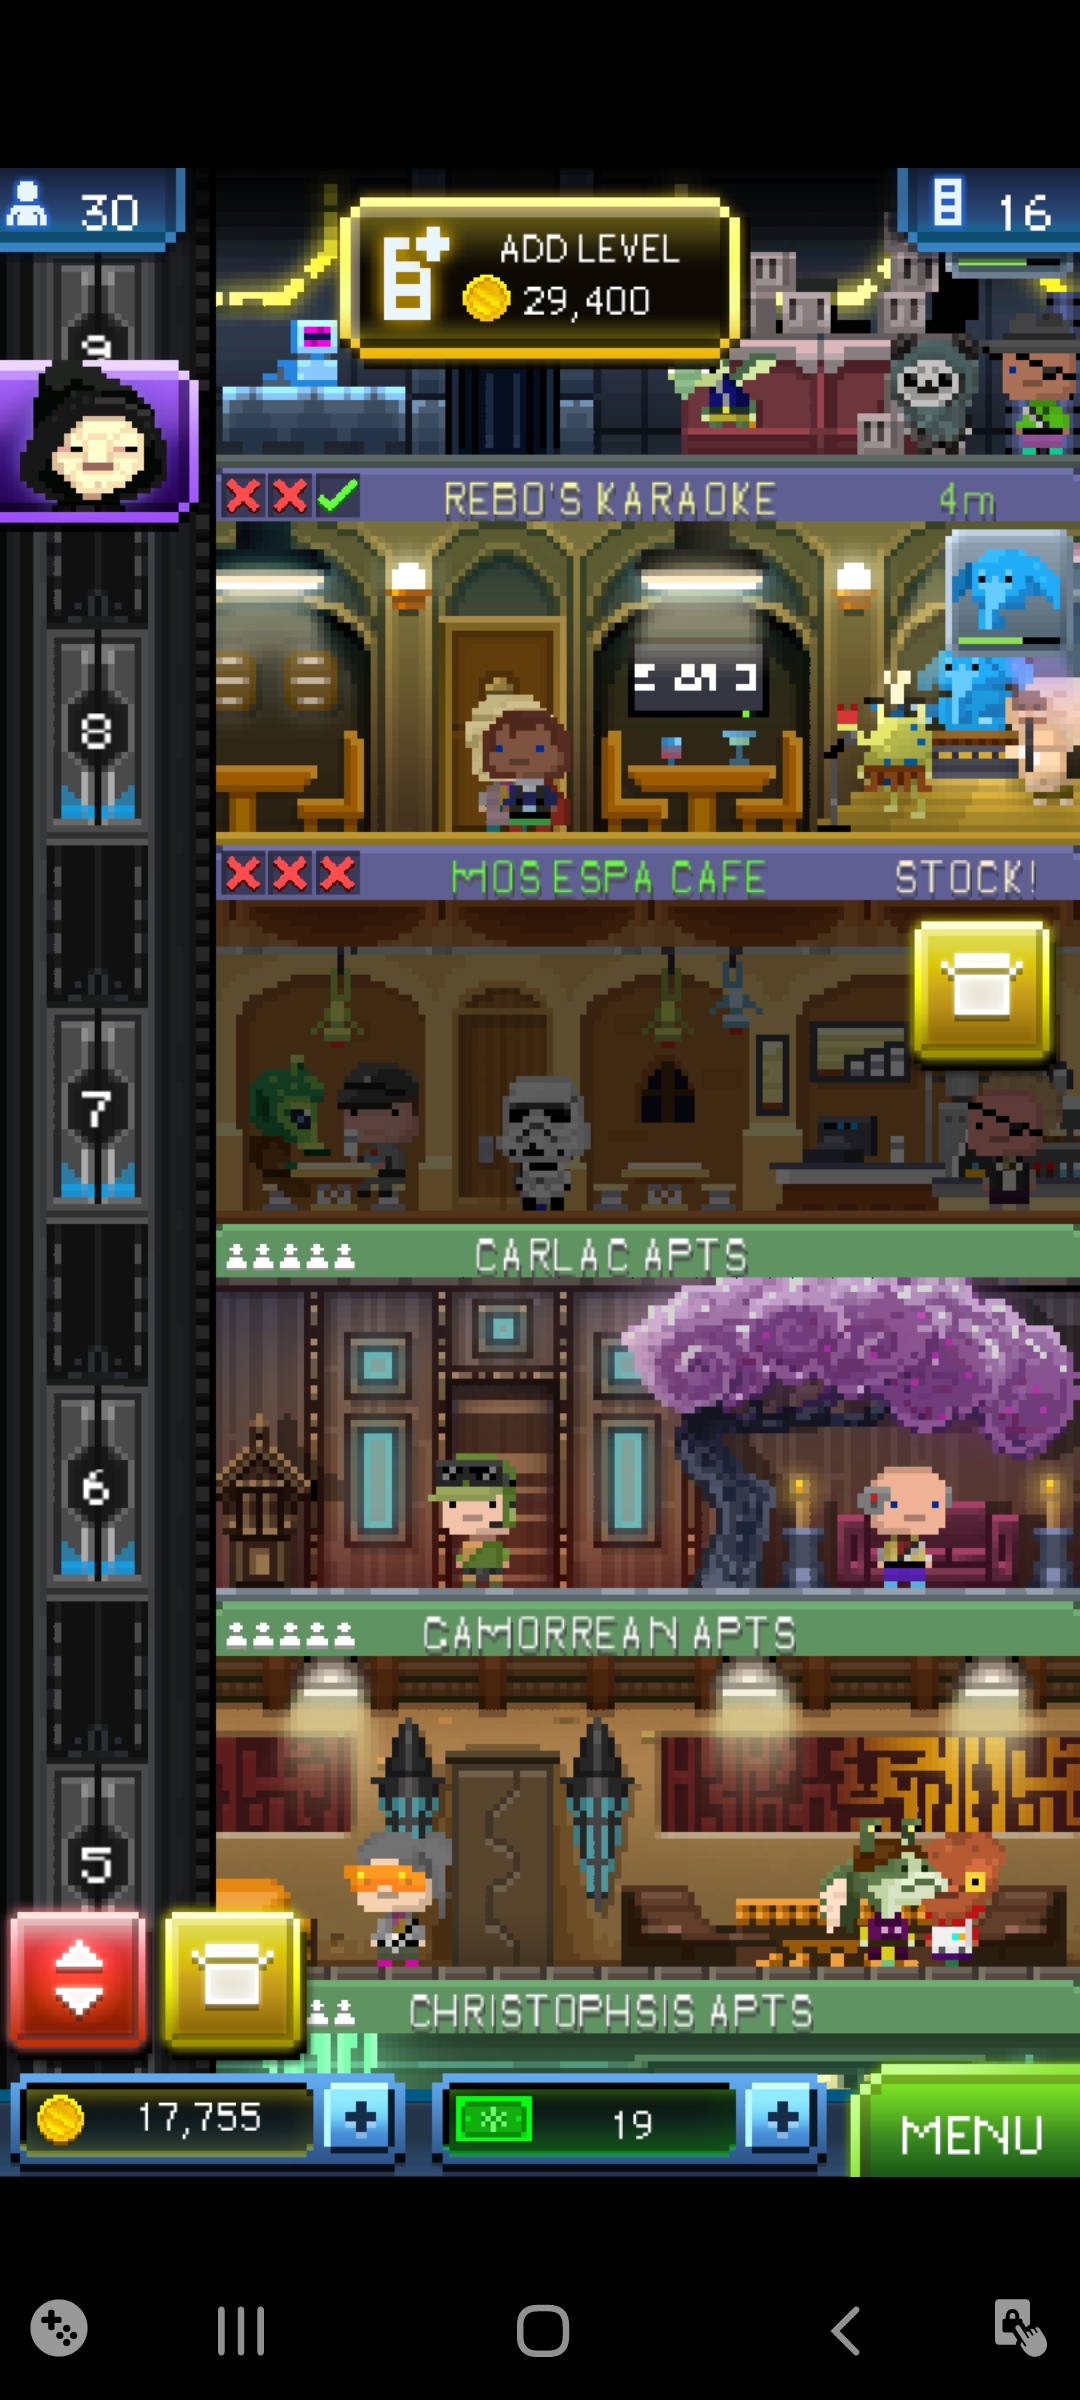 30
ADD LEVEL
29,400
16
9
REBO'S KARAOKE
4m
8
MOS ESPA CAFE
STOCK!
7
CARLAC APTS
6
GAMORREAN APTS
5
CHRISTOPHSIS APTS
17,755
19
MENU